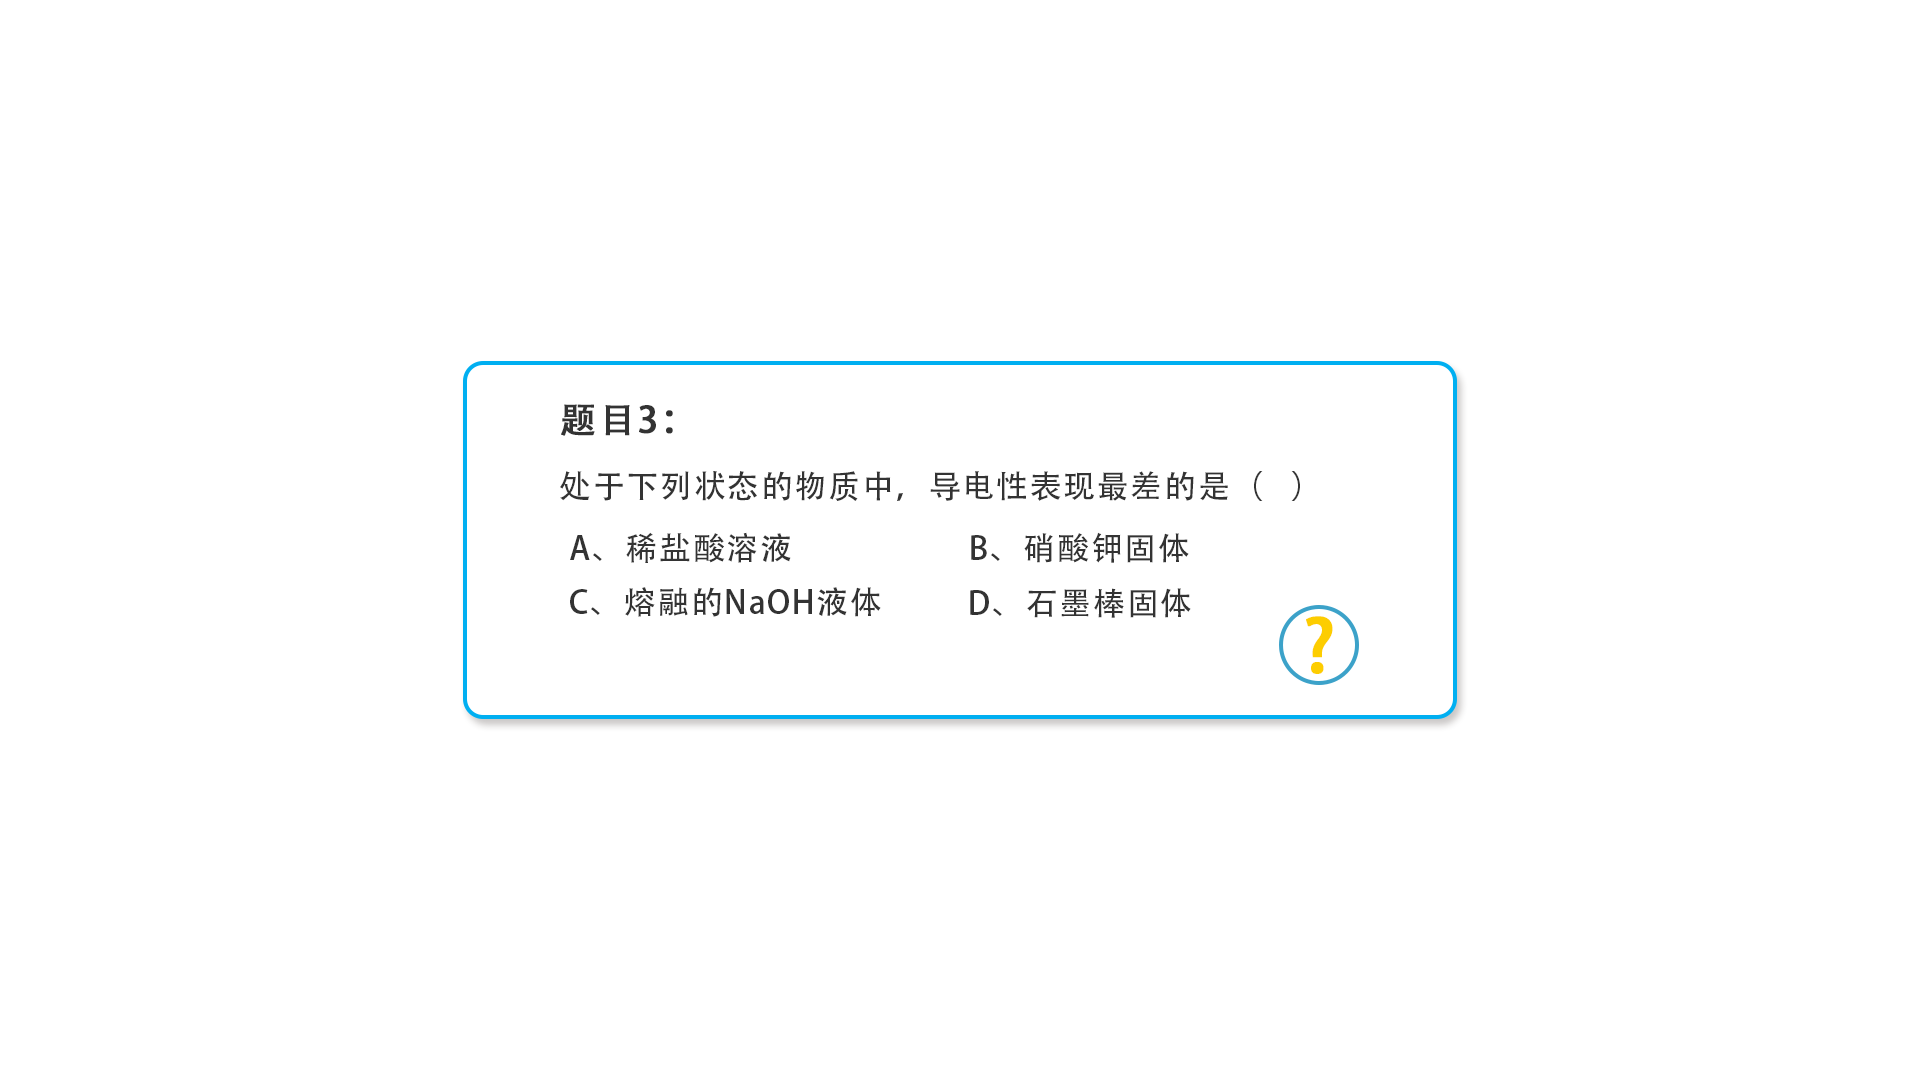 题目3：
处于下列状态的物质中，导电性表现最差的是（ ）
A、稀盐酸溶液 B、硝酸钾固体
C、熔融的NaOH液体 D、石墨棒固体
?